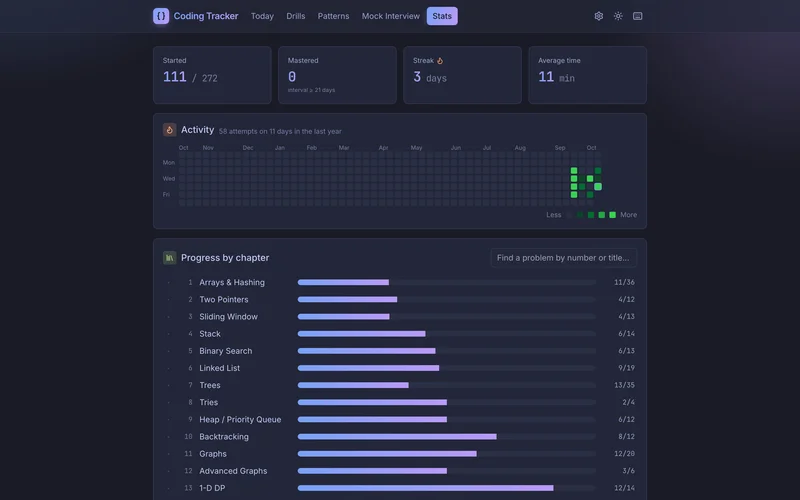 {} Coding Tracker Today Drills Patterns Mock Interview Stats
Started Mastered Streak Average time
111 / 272 0 3 days 11 min
interval ≥ 21 days
Activity 58 attempts on 11 days in the last year
Oct Nov Dec Jan Feb Mar Apr May Jun Jul Aug Sep Oct
Mon
Wed
Fri
Less More
Progress by chapter Find a problem by number or title...
1 Arrays & Hashing 11/36
2 Two Pointers 4/12
3 Sliding Window 4/13
4 Stack 6/14
5 Binary Search 6/13
6 Linked List 9/19
7 Trees 13/35
8 Tries 2/4
9 Heap / Priority Queue 6/12
10 Backtracking 8/12
11 Graphs 12/20
12 Advanced Graphs 3/6
13 1-D DP 12/14